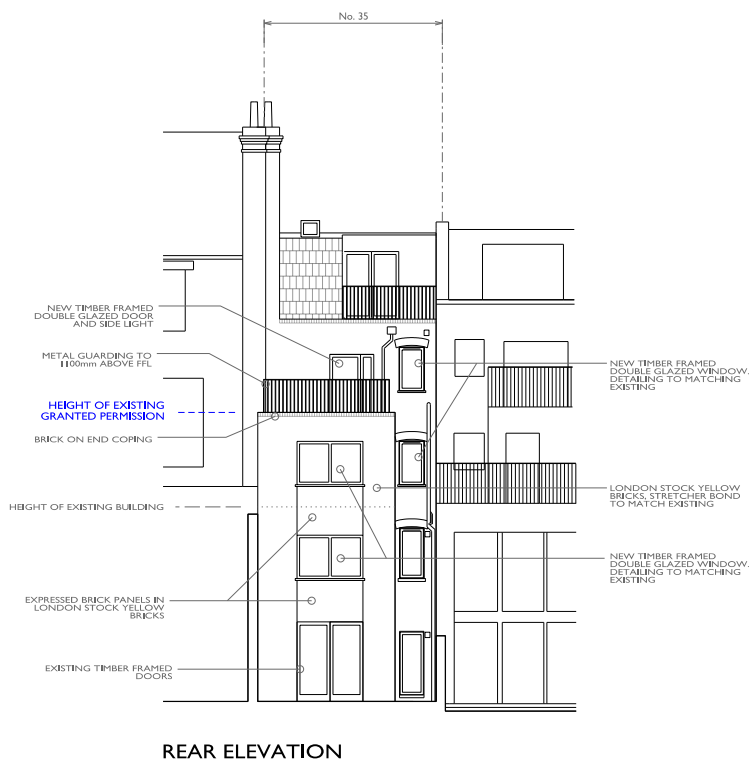 No. 35
NEW TIMBER FRAMED
DOUBLE GLAZED DOOR
AND SIDE LIGHT
METAL GUARDING TO
1100mm ABOVE FFL
HEIGHT OF EXISTING
GRANTED PERMISSION
BRICK ON END COPING
HEIGHT OF EXISTING BUILDING
EXPRESSED BRICK PANELS IN
LONDON STOCK YELLOW
BRICKS
EXISTING TIMBER FRAMED
DOORS
NEW TIMBER FRAMED
DOUBLE GLAZED WINDOW,
DETAILING TO MATCHING
EXISTING
LONDON STOCK YELLOW
BRICKS, STRETCHER BOND
TO MATCH EXISTING
NEW TIMBER FRAMED
DOUBLE GLAZED WINDOW,
DETAILING TO MATCHING
EXISTING
REAR ELEVATION